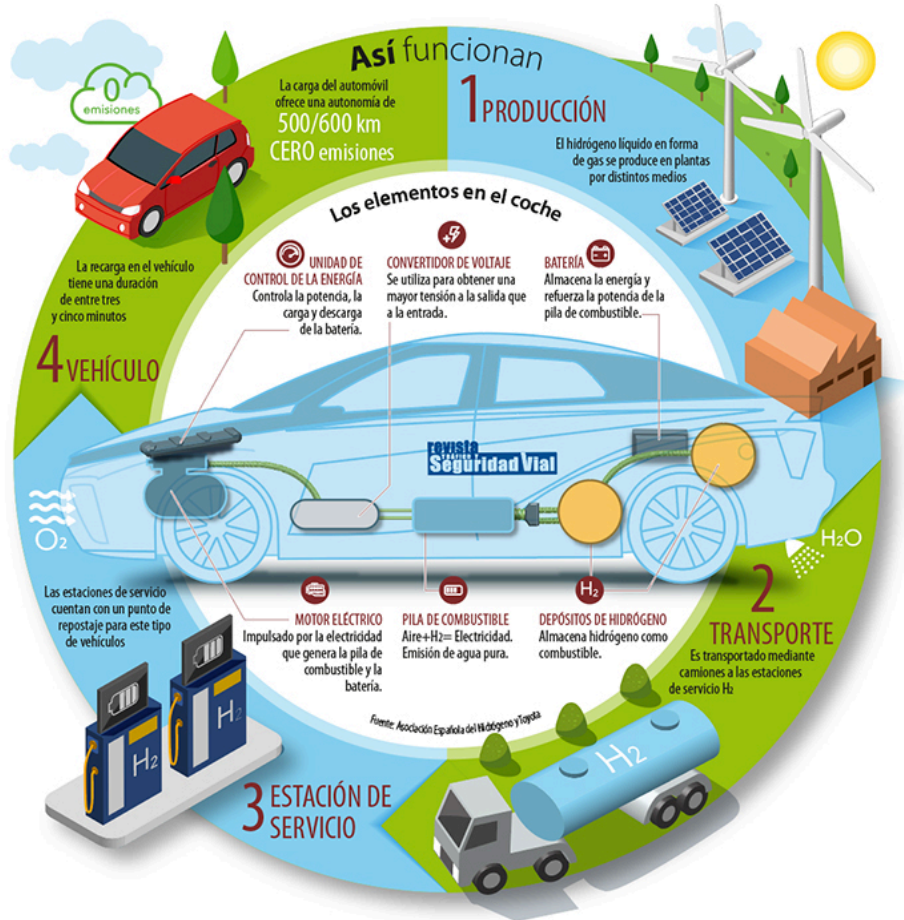 Así funcionan
0
emisiones
La carga del automóvil
ofrece una autonomía de
500/600 km
CERO emisiones
1 PRODUCCIÓN
El hidrógeno líquido en forma
de gas se produce en plantas
por distintos medios
Los elementos en el coche
UNIDAD DE
CONTROL DE LA ENERGÍA
Controla la potencia, la
carga y descarga
de la batería.
CONVERTIDOR DE VOLTAJE
Se utiliza para obtener una
mayor tensión a la salida que
a la entrada.
BATERÍA
Almacena la energía y
refuerza la potencia de la
pila de combustible.
La recarga en el vehículo
tiene una duración
de entre tres
y cinco minutos
4 VEHÍCULO
revista
TRÁFICO
Seguridad Vial
O2
H2O
H2
MOTOR ELÉCTRICO
Impulsado por la electricidad
que genera la pila de
combustible y la
batería.
PILA DE COMBUSTIBLE
Aire+H2= Electricidad.
Emisión de agua pura.
DEPÓSITOS DE HIDRÓGENO
Almacena hidrógeno como
combustible.
2
TRANSPORTE
Es transportado mediante
camiones a las estaciones
de servicio H2
Las estaciones de servicio
cuentan con un punto de
repostaje para este tipo
de vehículos
Fuente: Asociación Española del Hidrógeno y Toyota
H2
H2
H2
3 ESTACIÓN DE
SERVICIO